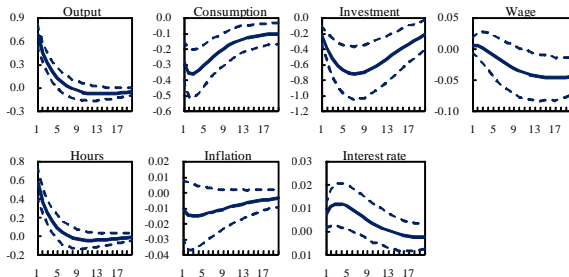 Output Consumption Investment Wage
0.9 0.0 0.0 0.05
0.6 -0.1 -0.3 0.00
0.3 -0.2 -0.6 -0.05
0.0 -0.3 -0.9 -0.10
-0.3 -0.4 -1.2
-0.5
-0.6
1 5 9 13 17 1 5 9 13 17 1 5 9 13 17 1 5 9 13 17
Hours Inflation Interest rate
0.8 0.02 0.03
0.6 0.01 0.02
0.4 0.00 0.01
0.2 -0.01 0.00
0.0 -0.02 0.01
-0.2 -0.03
-0.04
1 5 9 13 17 1 5 9 13 17 1 5 9 13 17